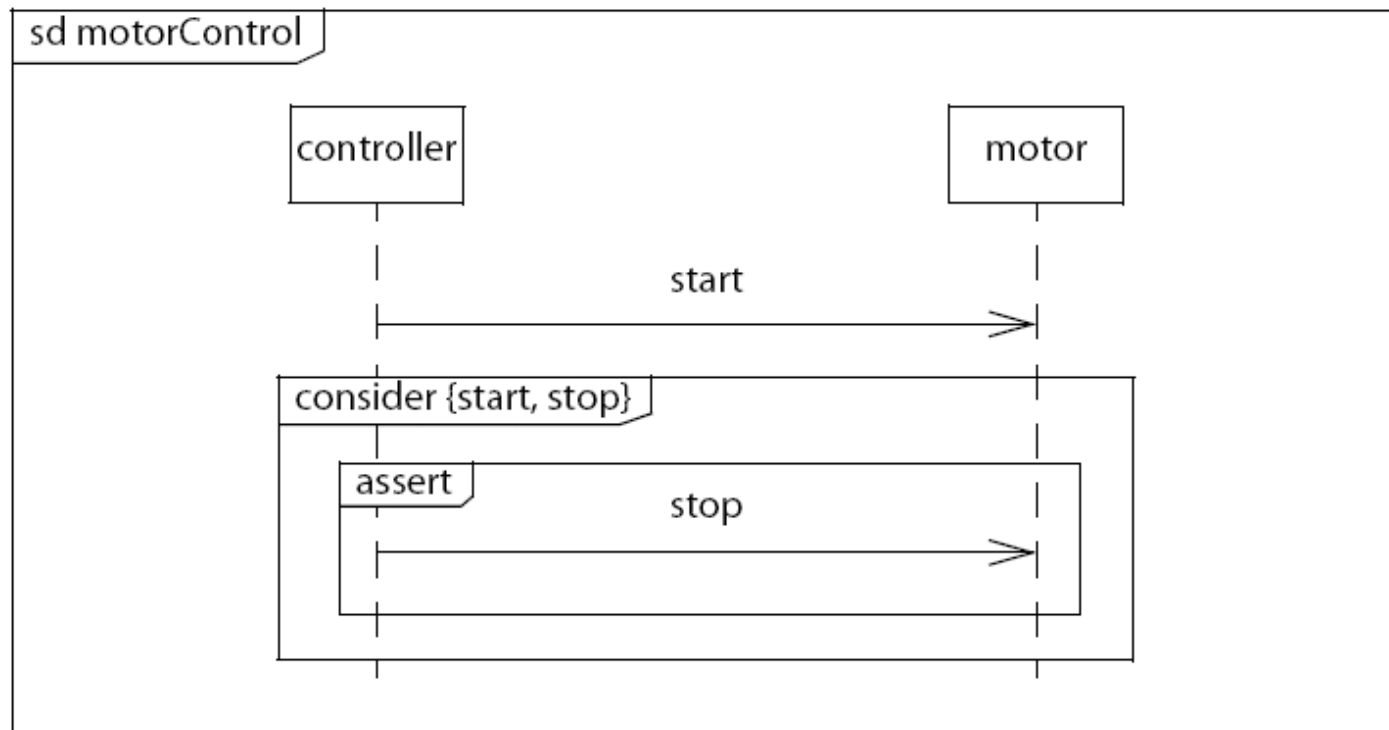 sd motorControl
controller
motor
start
consider {start, stop}
assert
stop